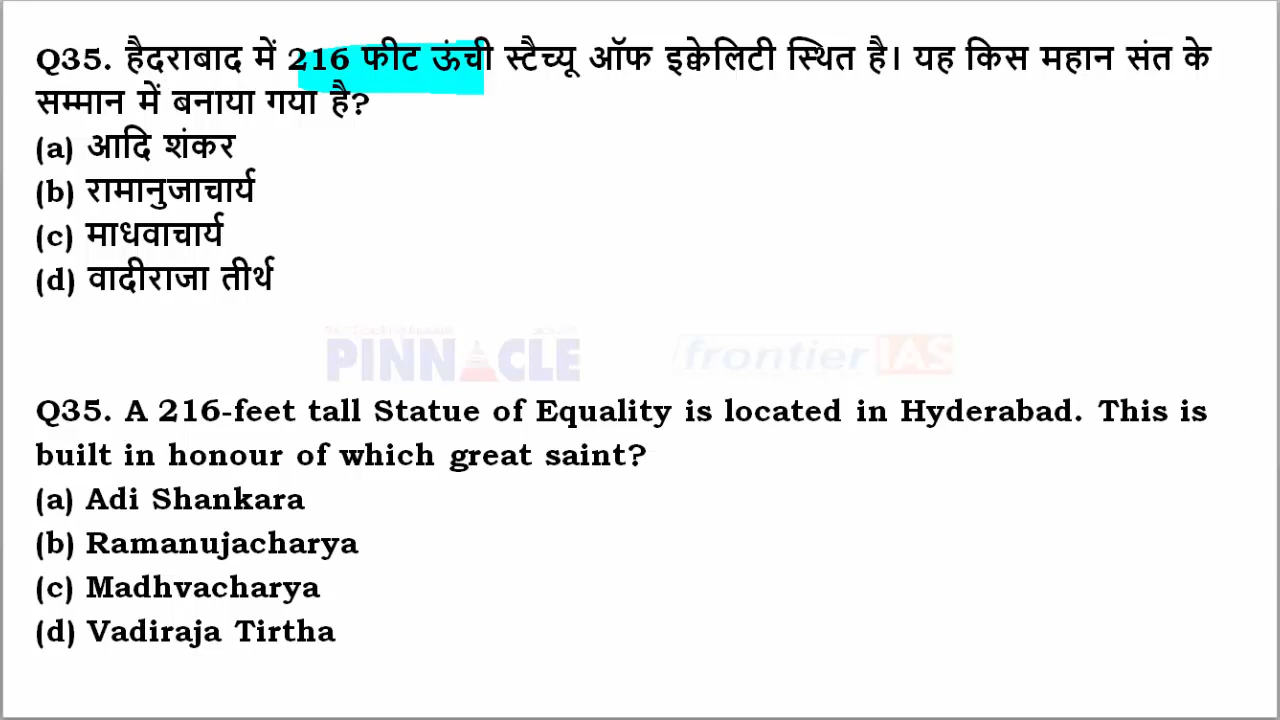 Q35. हैदराबाद में 216 फीट ऊंची स्टैच्यू ऑफ इक्वेलिटी स्थित है। यह किस महान संत के
सम्मान में बनाया गया है?
(a) आदि शंकर
(b) रामानुजाचार्य
(c) माधवाचार्य
(d) वादीराजा तीर्थ
PINNACLE frontier IAS
Q35. A 216-feet tall Statue of Equality is located in Hyderabad. This is
built in honour of which great saint?
(a) Adi Shankara
(b) Ramanujacharya
(c) Madhvacharya
(d) Vadiraja Tirtha